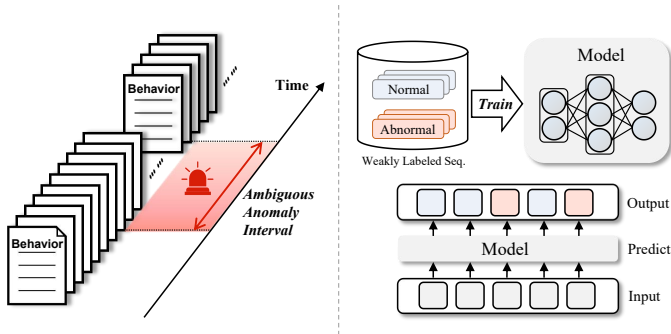 Behavior
Time
Behavior
Ambiguous
Anomaly
Interval
Normal
Abnormal
Weakly Labeled Seq.
Train
Model
Output
Model
Predict
Input